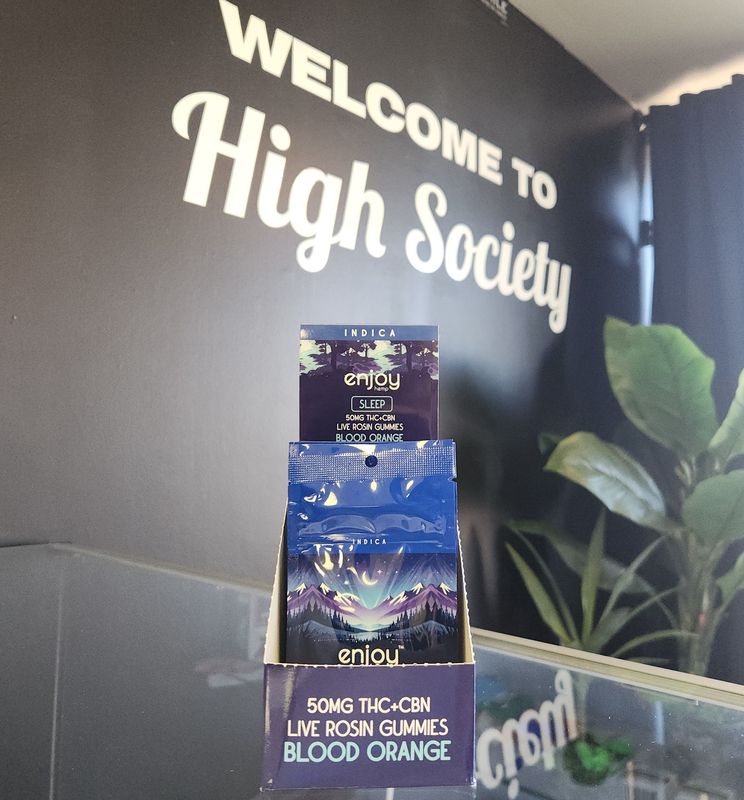 WELCOME TO
High Society
INDICA
enjoy
hemp
SLEEP
50MG THC+CBN
LIVE ROSIN GUMMIES
BLOOD ORANGE
INDICA
enjoy™
50MG THC+CBN
LIVE ROSIN GUMMIES
BLOOD ORANGE